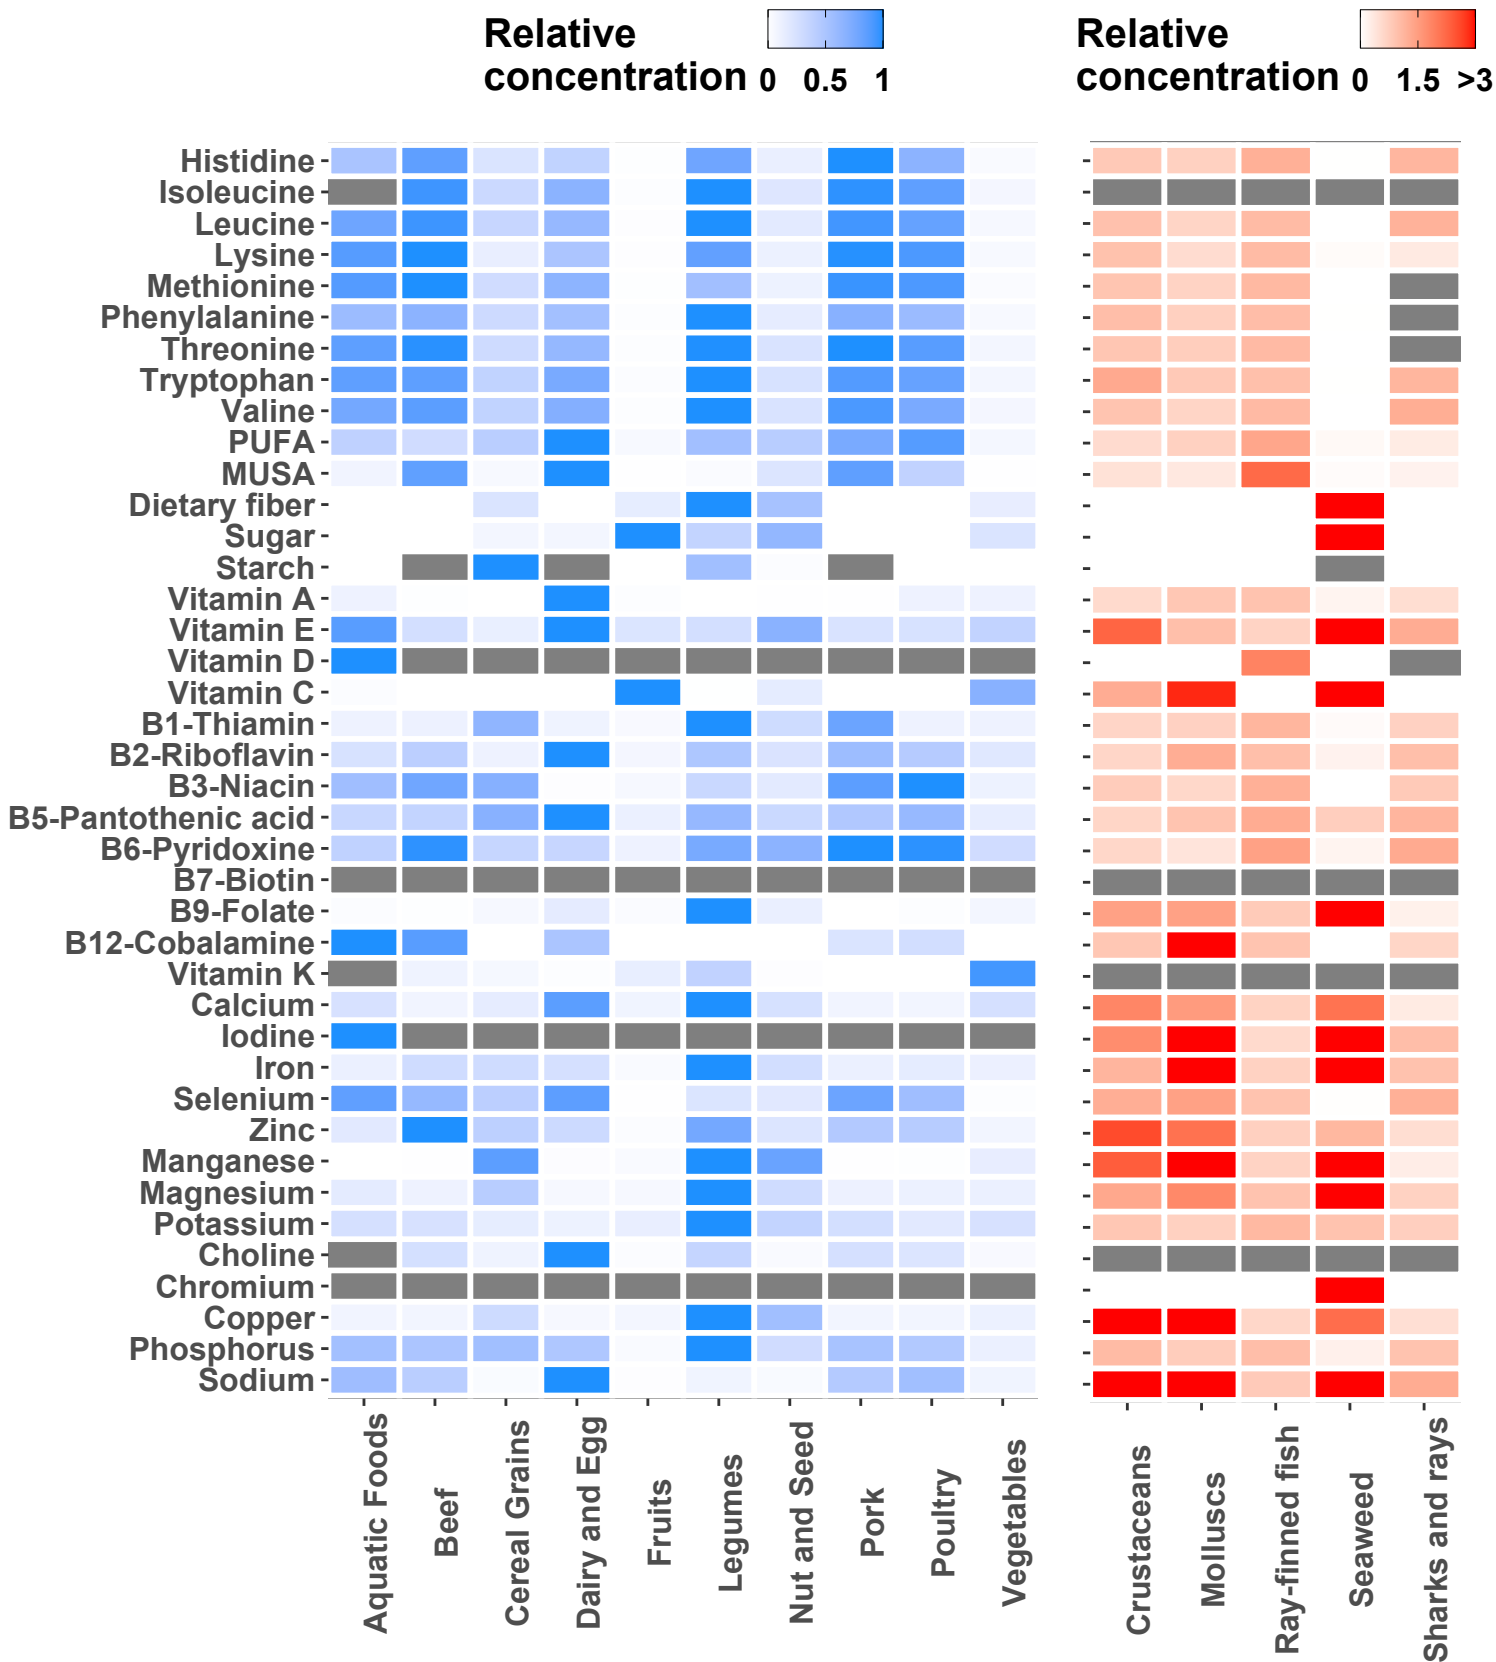 Relative
concentration 0 0.5 1
Relative
concentration 0 1.5 >3
Histidine
Isoleucine
Leucine
Lysine
Methionine
Phenylalanine
Threonine
Tryptophan
Valine
PUFA
MUSA
Dietary fiber
Sugar
Starch
Vitamin A
Vitamin E
Vitamin D
Vitamin C
B1-Thiamin
B2-Riboflavin
B3-Niacin
B5-Pantothenic acid
B6-Pyridoxine
B7-Biotin
B9-Folate
B12-Cobalamine
Vitamin K
Calcium
Iodine
Iron
Selenium
Zinc
Manganese
Magnesium
Potassium
Choline
Chromium
Copper
Phosphorus
Sodium
Aquatic Foods
Beef
Cereal Grains
Dairy and Egg
Fruits
Legumes
Nut and Seed
Pork
Poultry
Vegetables
Crustaceans
Molluscs
Ray-finned fish
Seaweed
Sharks and rays